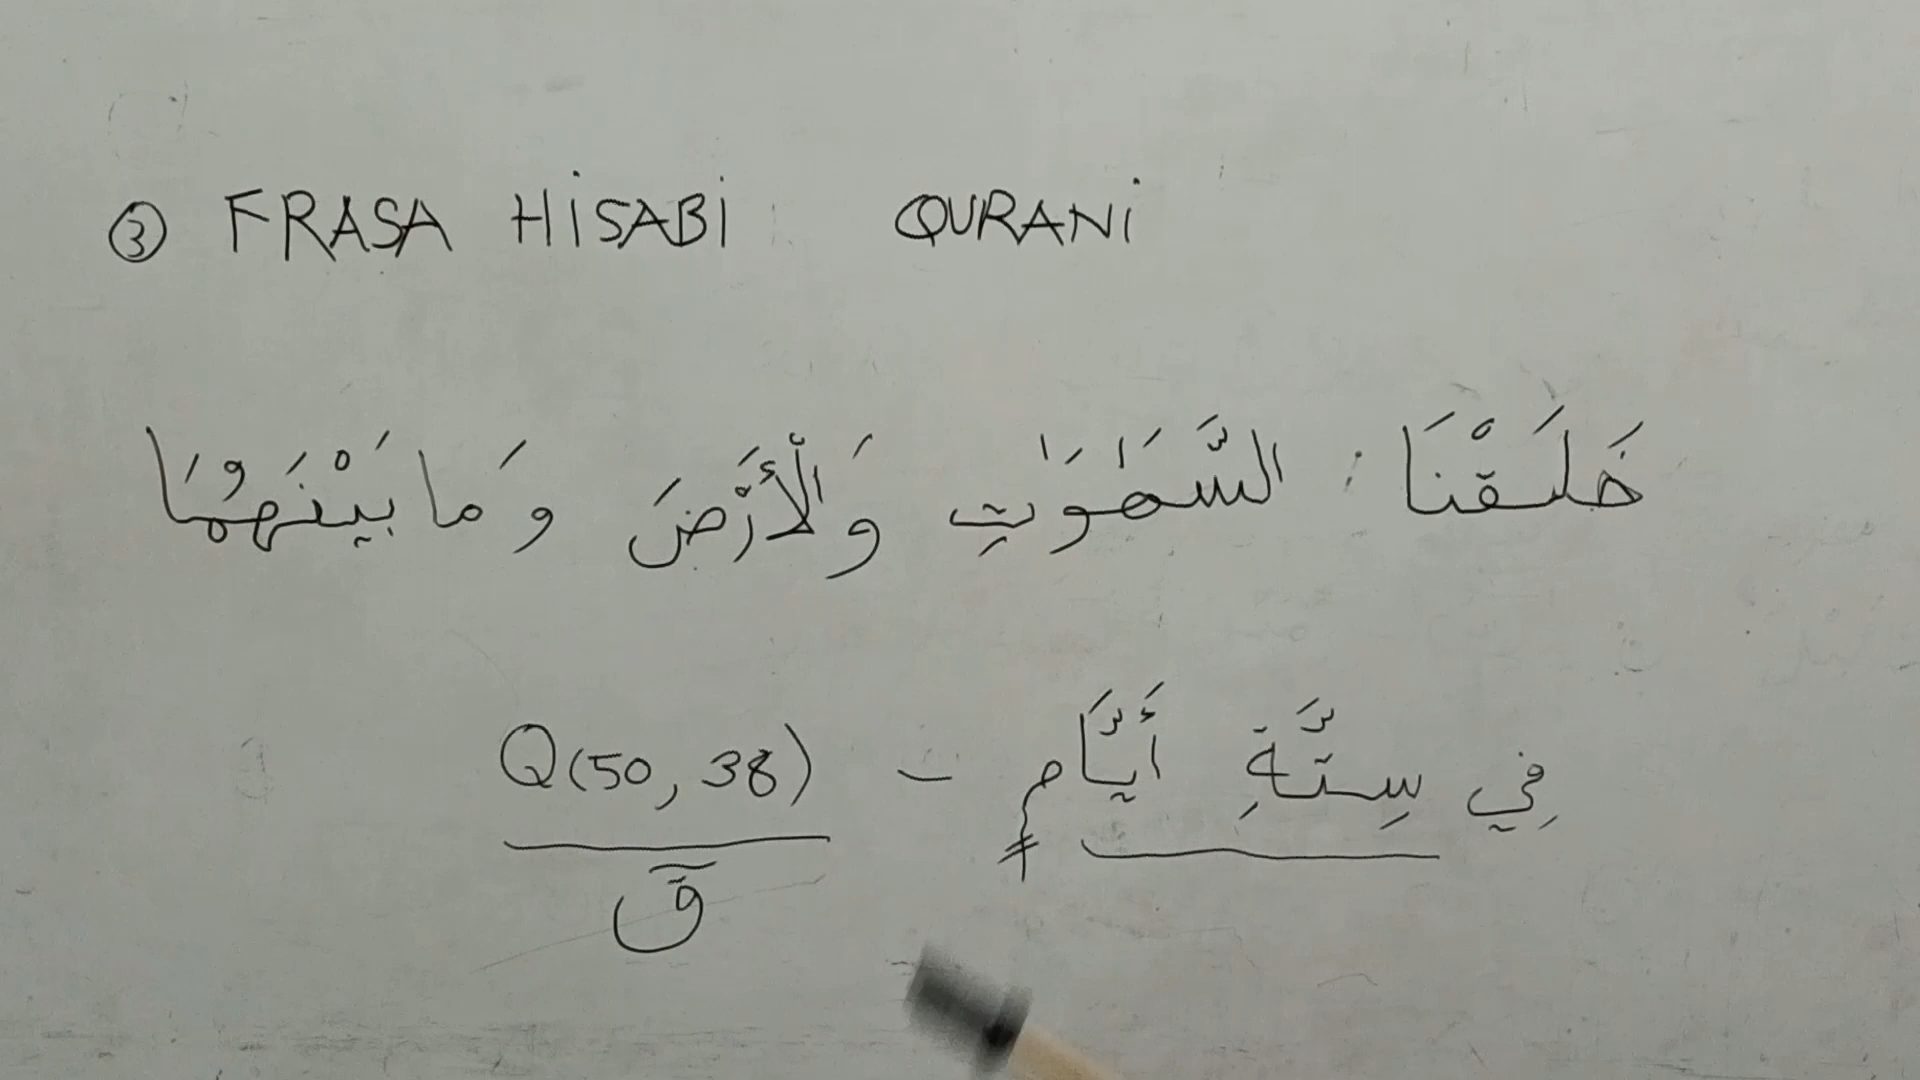 ③ FRASA HiSABi QURANi
خَلَقْنَا : السَّمَٰوَٰتِ وَالْأَرْضَ وَمَا بَيْنَهُمَا
فِي سِتَّةِ أَيَّامٍ - Q(50, 38)
قۤ